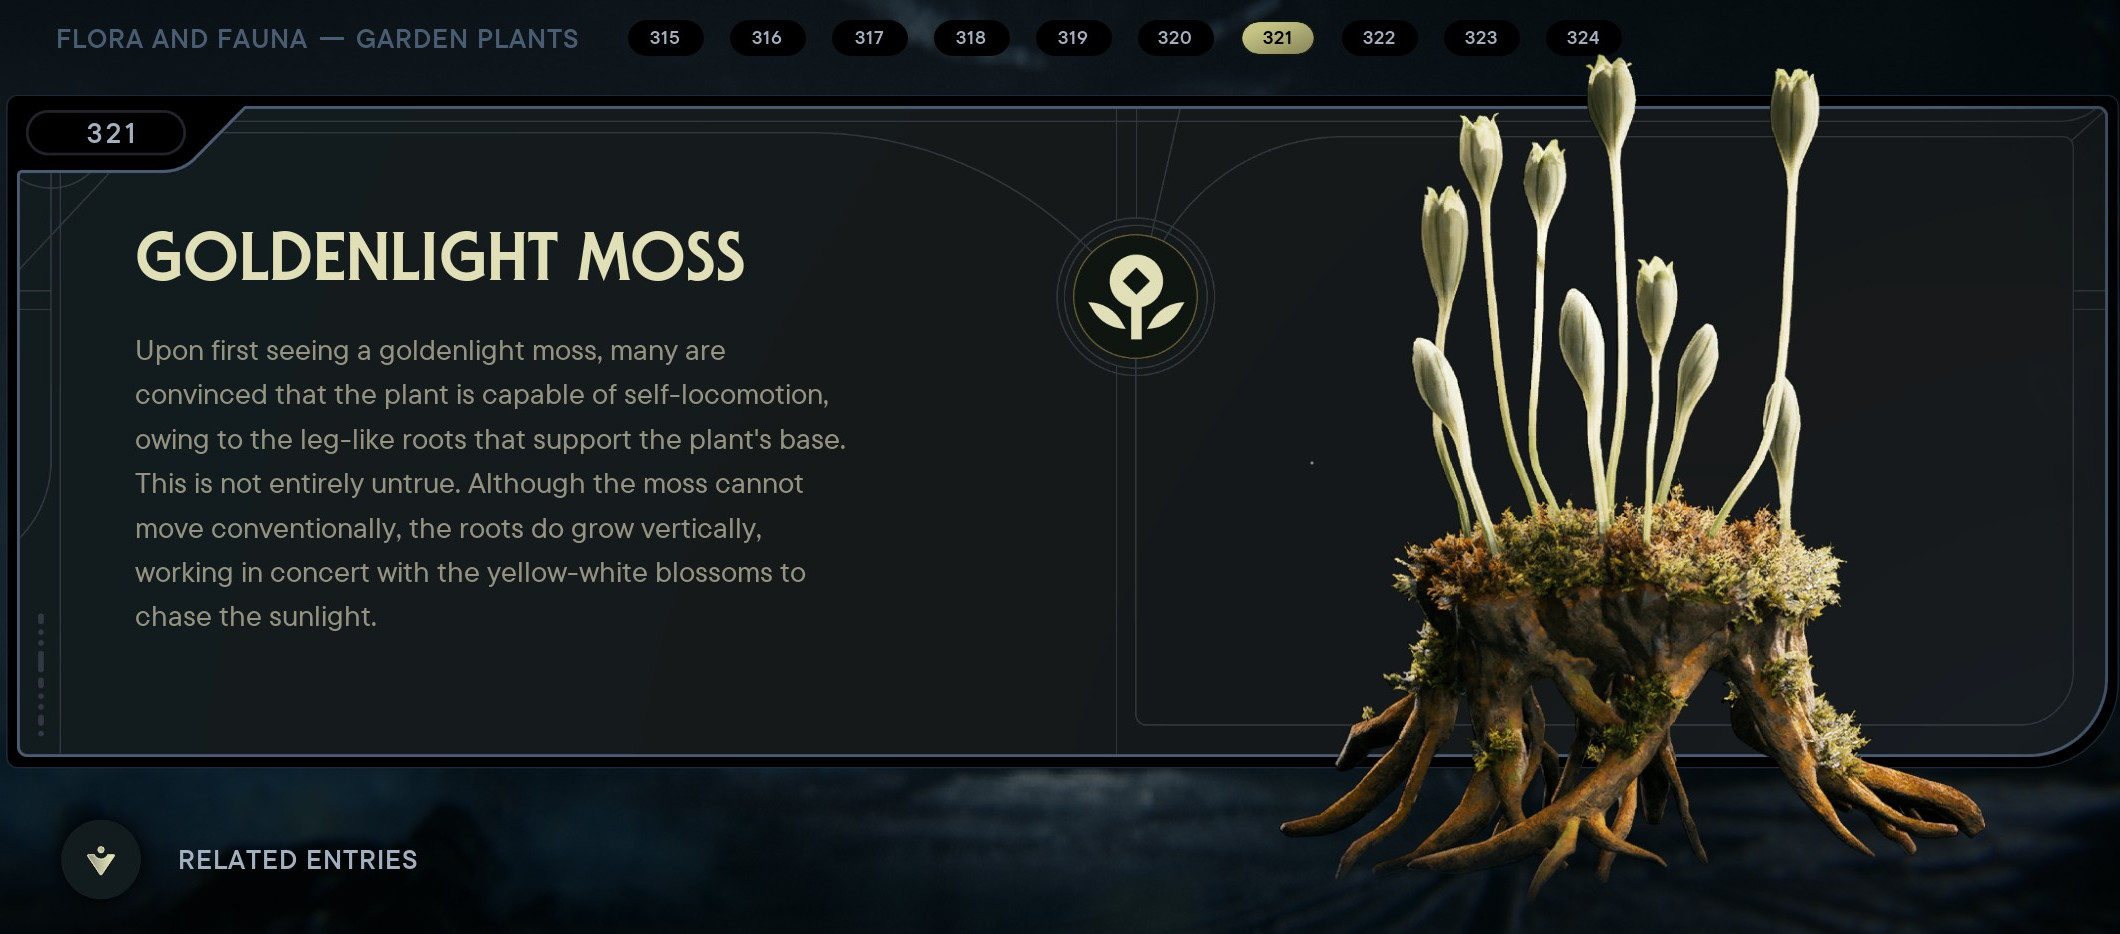 FLORA AND FAUNA — GARDEN PLANTS 315 316 317 318 319 320 321 322 323 324
321
GOLDENLIGHT MOSS
Upon first seeing a goldenlight moss, many are
convinced that the plant is capable of self-locomotion,
owing to the leg-like roots that support the plant's base.
This is not entirely untrue. Although the moss cannot
move conventionally, the roots do grow vertically,
working in concert with the yellow-white blossoms to
chase the sunlight.
RELATED ENTRIES